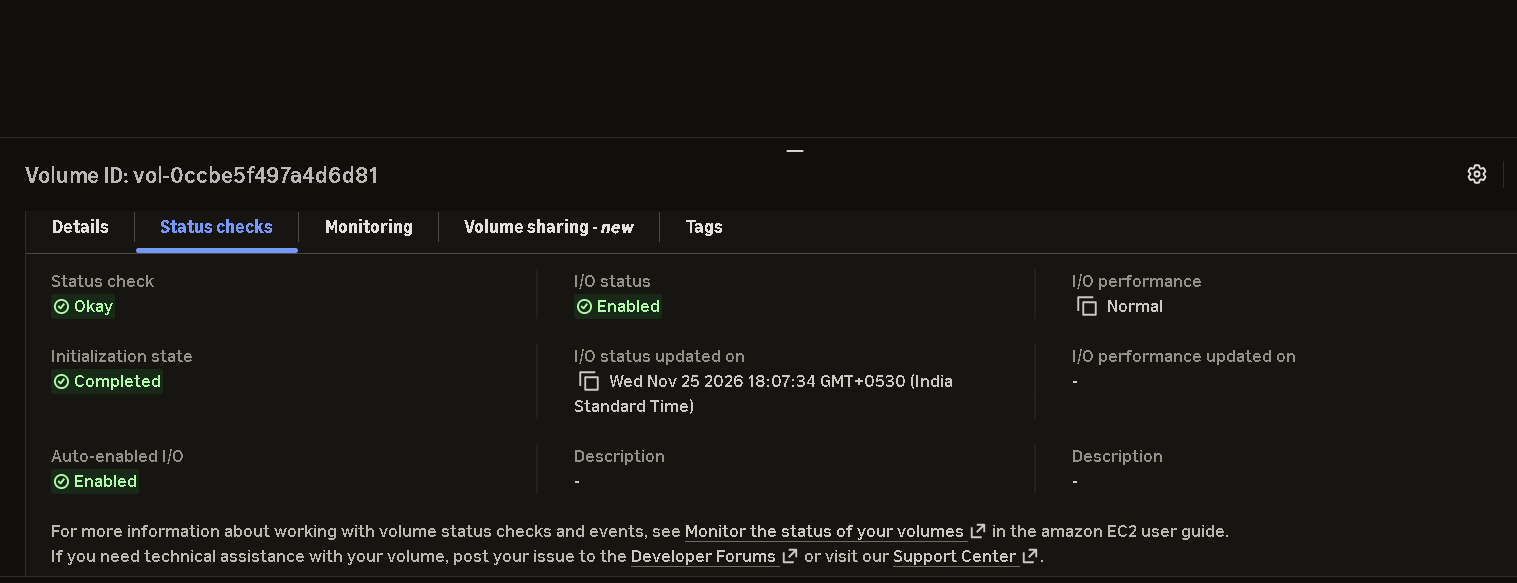 Volume ID: vol-0ccbe5f497a4d6d81
Details
Status checks
Monitoring
Volume sharing - new
Tags
Status check
Okay
I/O status
Enabled
I/O performance
Normal
Initialization state
Completed
I/O status updated on
Wed Nov 25 2026 18:07:34 GMT+0530 (India
Standard Time)
I/O performance updated on
-
Auto-enabled I/O
Enabled
Description
-
Description
-
For more information about working with volume status checks and events, see Monitor the status of your volumes in the amazon EC2 user guide.
If you need technical assistance with your volume, post your issue to the Developer Forums or visit our Support Center.